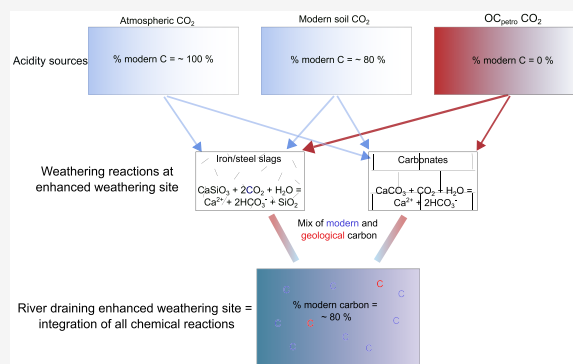 Atmospheric CO₂
Modern soil CO₂
OCpetro CO₂
Acidity sources
% modern C = ~ 100 %
% modern C = ~ 80 %
% modern C = 0 %
Weathering reactions at
enhanced weathering site
Iron/steel slags
CaSiO₃ + 2CO₂ + H₂O =
Ca²⁺ + 2HCO₃⁻ + SiO₂
Carbonates
CaCO₃ + CO₂ + H₂O =
Ca²⁺ + 2HCO₃⁻
Mix of modern and
geological carbon
River draining enhanced weathering site =
integration of all chemical reactions
% modern carbon =
~ 80 %
C
C
C
C
C
C
C
C
C
C